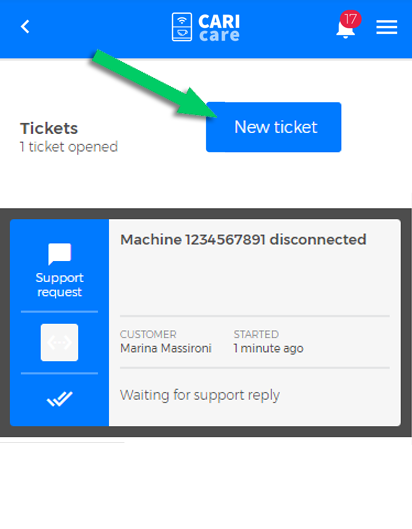 CARI
care
17
Tickets
1 ticket opened
New ticket
Support
request
Machine 1234567891 disconnected
CUSTOMER
STARTED
Marina Massironi
1 minute ago
Waiting for support reply